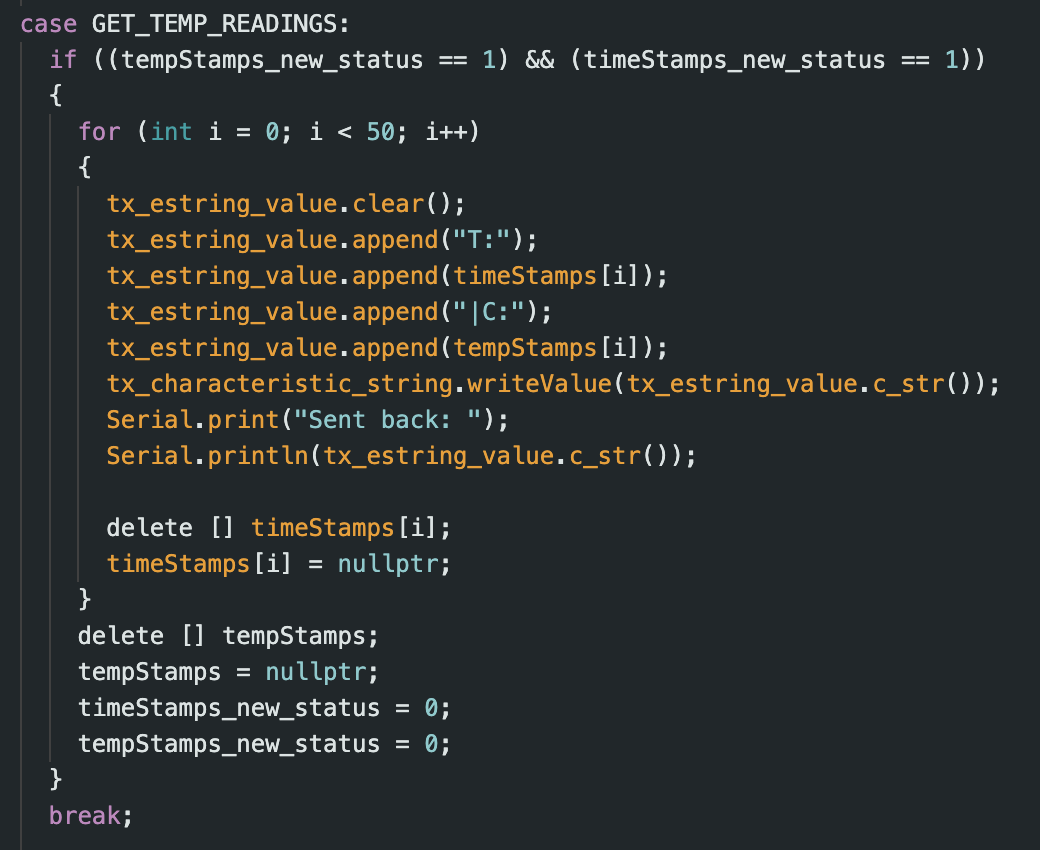 case GET_TEMP_READINGS:
if ((tempStamps_new_status == 1) && (timeStamps_new_status == 1))
{
for (int i = 0; i < 50; i++)
{
tx_estring_value.clear();
tx_estring_value.append("T:");
tx_estring_value.append(timeStamps[i]);
tx_estring_value.append("|C:");
tx_estring_value.append(tempStamps[i]);
tx_characteristic_string.writeValue(tx_estring_value.c_str());
Serial.print("Sent back: ");
Serial.println(tx_estring_value.c_str());
delete [] timeStamps[i];
timeStamps[i] = nullptr;
}
delete [] tempStamps;
tempStamps = nullptr;
timeStamps_new_status = 0;
tempStamps_new_status = 0;
}
break;